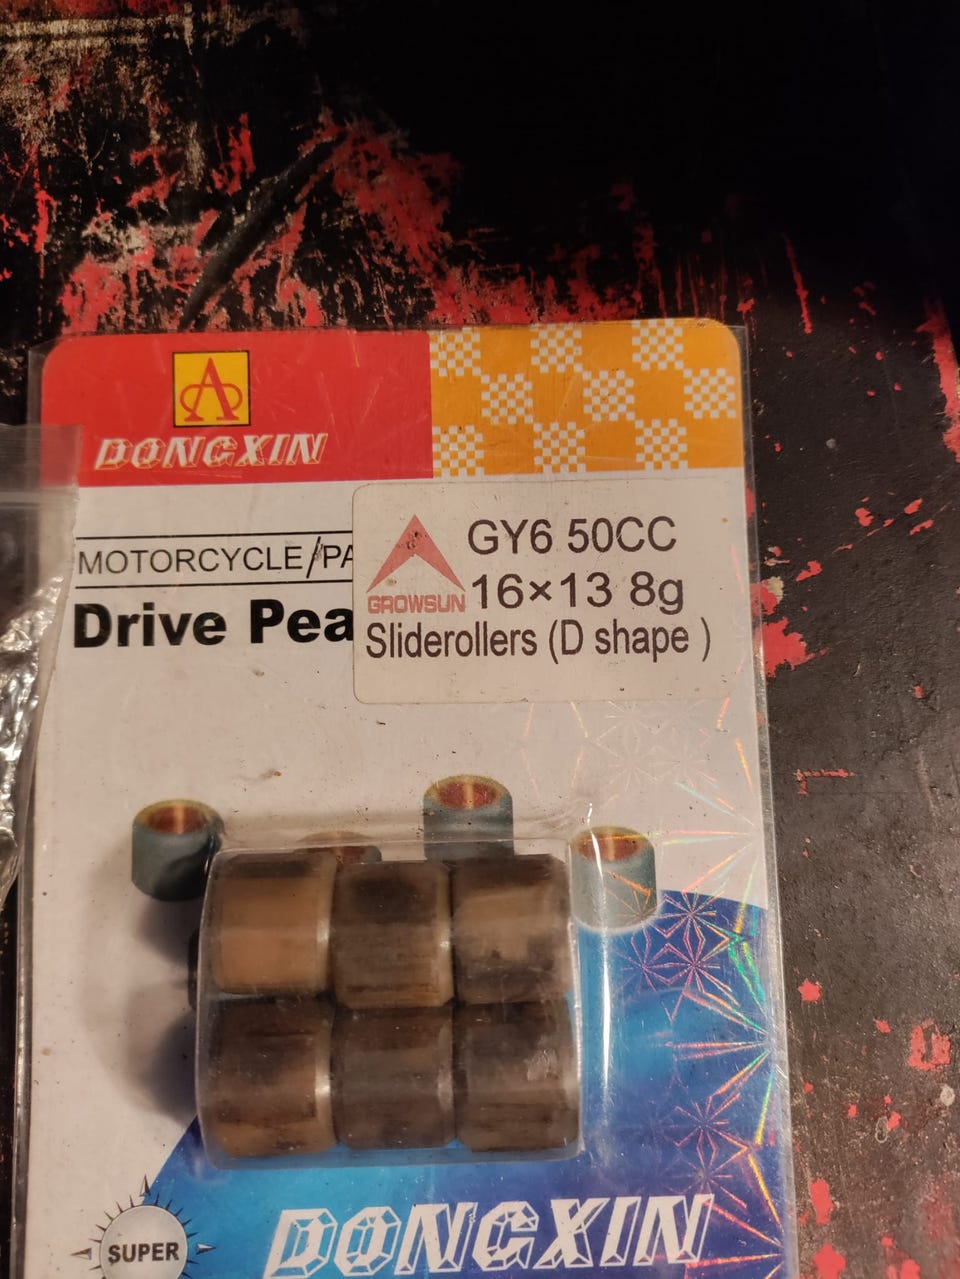 DONGXIN
GY6 50CC
MOTORCYCLE/PA
GROWSUN 16×13 8g
Drive Pea
Sliderollers (D shape )
SUPER
DONGXIN